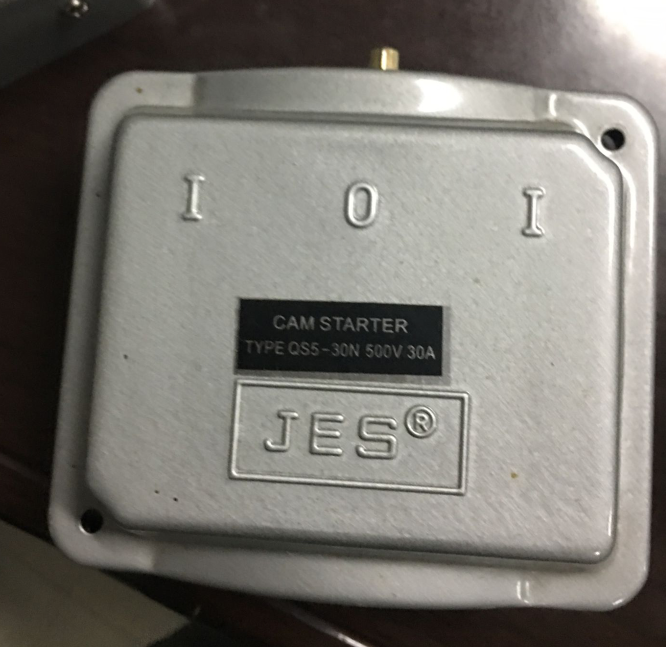 I O I
CAM STARTER
TYPE QS5-30N 500V 30A
JES®